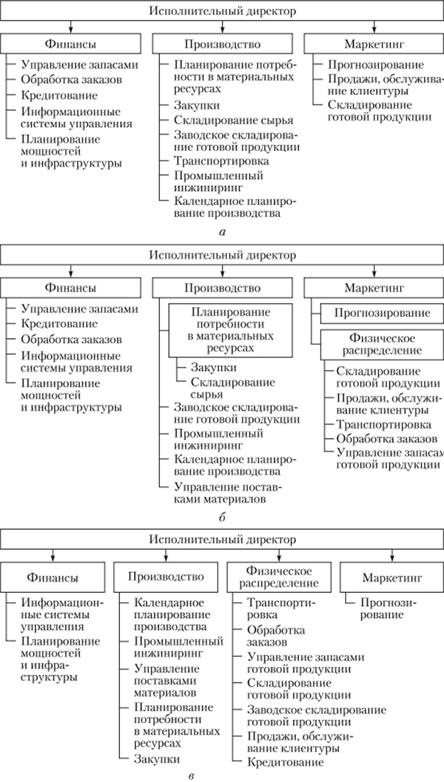 Исполнительный директор
Финансы
Управление запасами
Обработка заказов
Кредитование
Информационные
системы управления
Планирование
мощностей
и инфраструктуры
Производство
Планирование потреб-
ности в материальных
ресурсах
Закупки
Складирование сырья
Заводское складирова-
ние готовой продукции
Транспортировка
Промышленный
инжиниринг
Календарное планиро-
вание производства
Маркетинг
Прогнозирование
Продажи, обслужива-
ние клиентуры
Складирование
готовой продукции
а
Исполнительный директор
Финансы
Управление запасами
Кредитование
Обработка заказов
Информационные
системы управления
Планирование
мощностей
и инфраструктуры
Производство
Планирование
потребности
в материальных
ресурсах
Закупки
Складирование
сырья
Заводское складирова-
ние готовой продукции
Промышленный
инжиниринг
Календарное планиро-
вание производства
Управление постав-
ками материалов
Маркетинг
Прогнозирование
Физическое
распределение
Складирование
готовой продукции
Продажи, обслужи-
вание клиентуры
Транспортировка
Обработка заказов
Управление запасам
готовой продукции
б
Исполнительный директор
Финансы
Информацион-
ные системы
управления
Планирование
мощностей
и инфра-
структуры
Производство
Календарное
планирование
производства
Промышленный
инжиниринг
Управление
поставками
материалов
Планирование
потребности
в материальных
ресурсах
Закупки
Физическое
распределение
Транспорти-
ровка
Обработка
заказов
Управление запасами
готовой продукции
Складирование
готовой продукции
Заводское складирование
готовой продукции
Продажи, обслужи-
вание клиентуры
Кредитование
Маркетинг
Прогнози-
рование
в